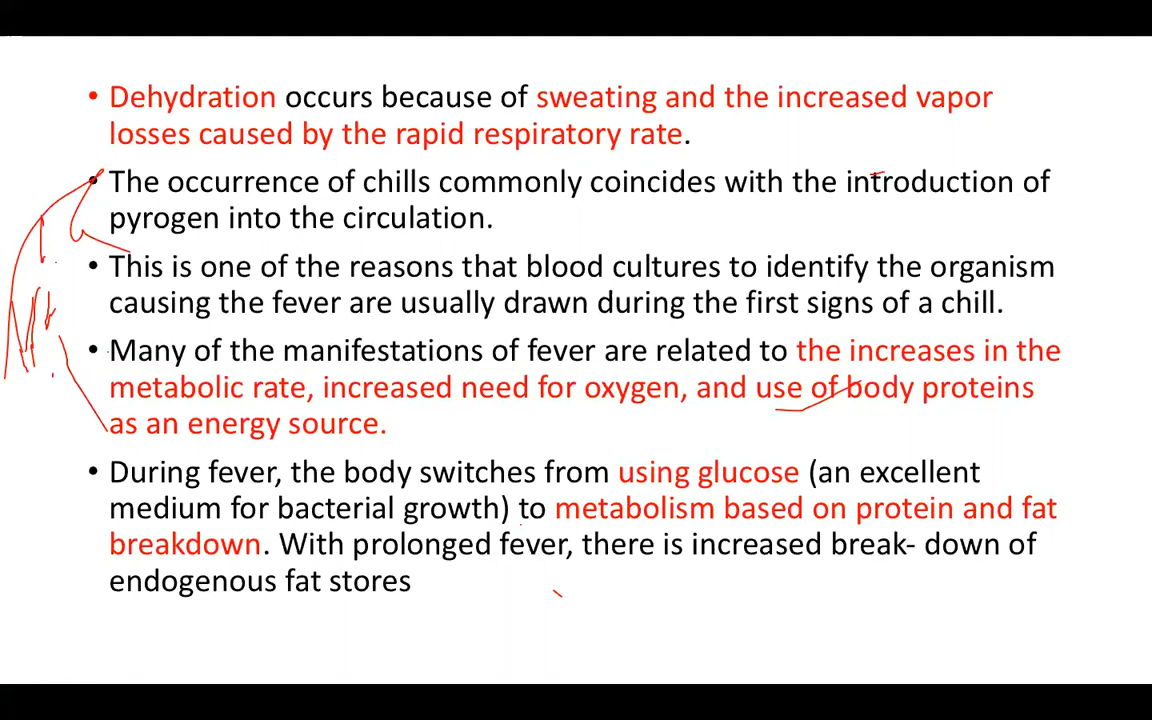 • Dehydration occurs because of sweating and the increased vapor
losses caused by the rapid respiratory rate.
• The occurrence of chills commonly coincides with the introduction of
pyrogen into the circulation.
• This is one of the reasons that blood cultures to identify the organism
causing the fever are usually drawn during the first signs of a chill.
• Many of the manifestations of fever are related to the increases in the
metabolic rate, increased need for oxygen, and use of body proteins
as an energy source.
• During fever, the body switches from using glucose (an excellent
medium for bacterial growth) to metabolism based on protein and fat
breakdown. With prolonged fever, there is increased break- down of
endogenous fat stores